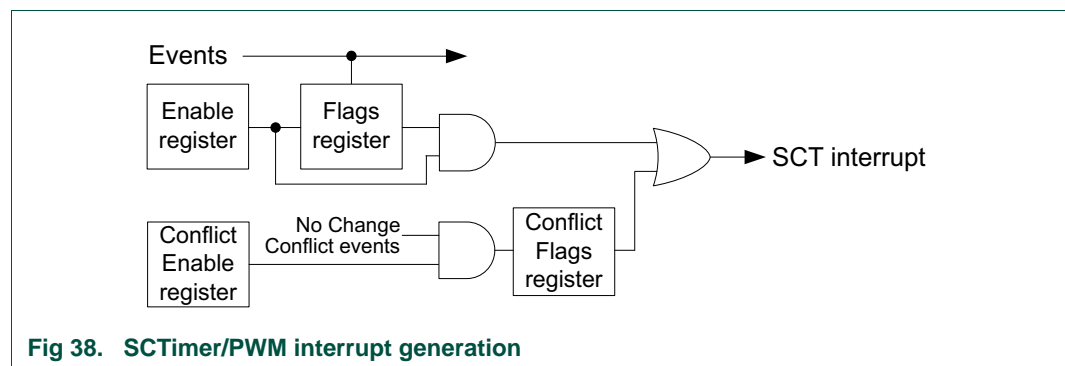 Events
Enable
register
Flags
register
SCT interrupt
No Change
Conflict events
Conflict
Enable
register
Conflict
Flags
register
Fig 38. SCTimer/PWM interrupt generation